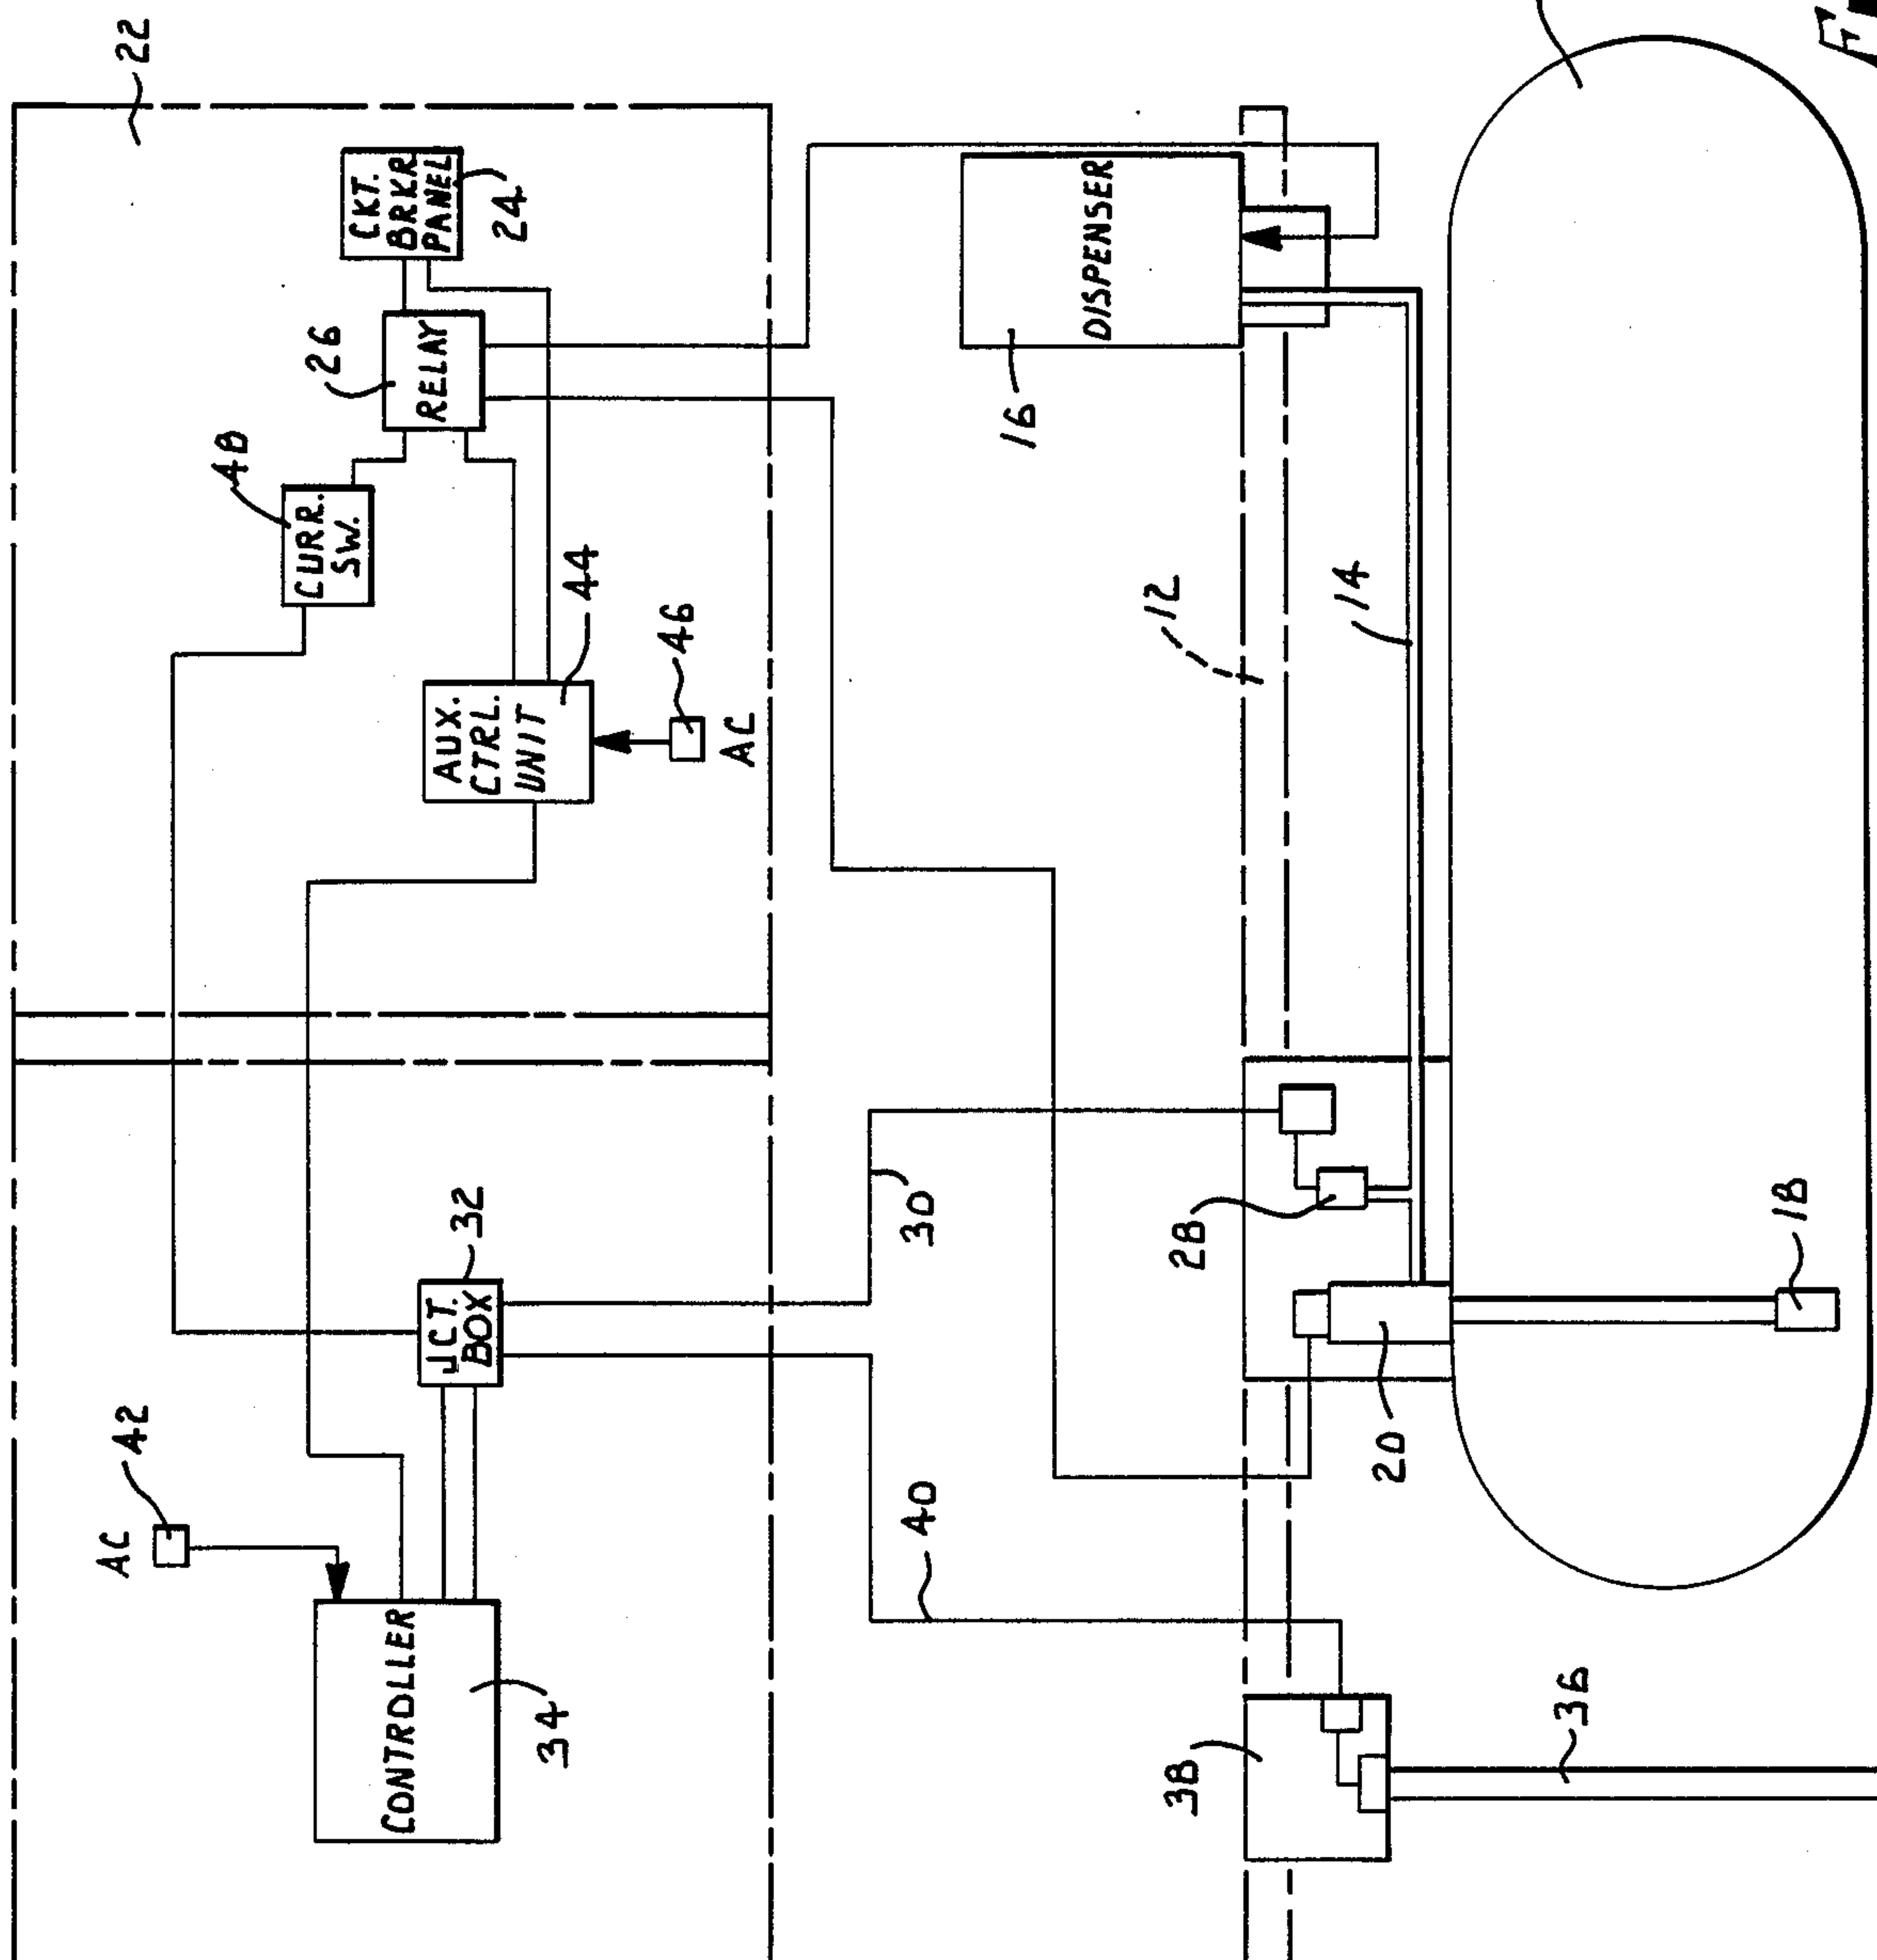 22
CKT.
BRKR
PANEL
24
26
RELAY
48
CURR.
SW.
44
AUX.
CTRL.
UNIT
46
AC
32
JCT.
BOX
42
AC
CONTROLLER
34
DISPENSER
16
12
14
30
28
18
20
40
38
36